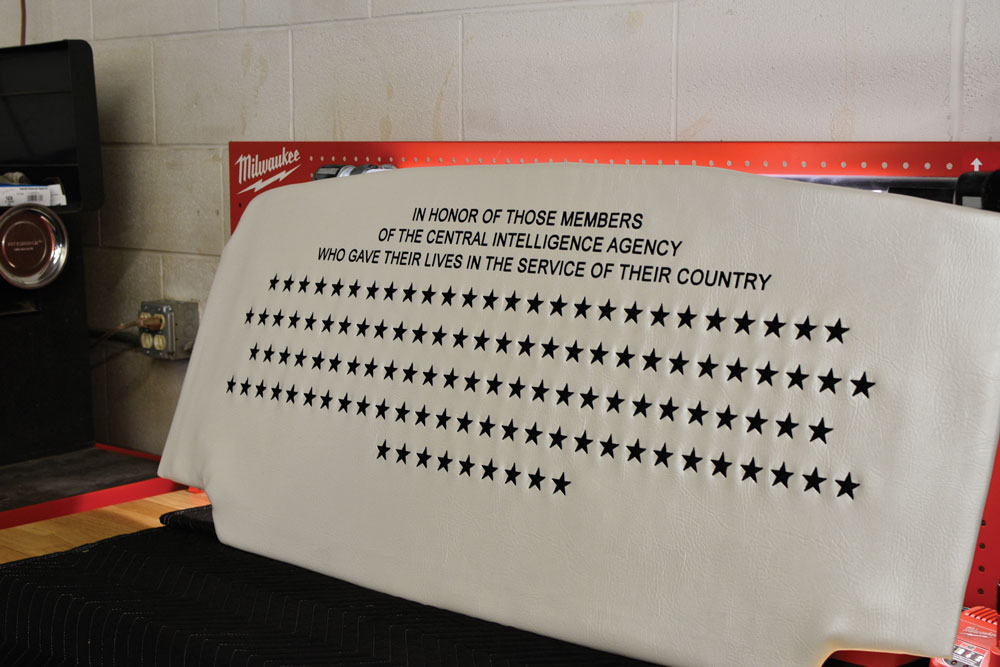 Milwaukee
IN HONOR OF THOSE MEMBERS
OF THE CENTRAL INTELLIGENCE AGENCY
WHO GAVE THEIR LIVES IN THE SERVICE OF THEIR COUNTRY
Milwaukee